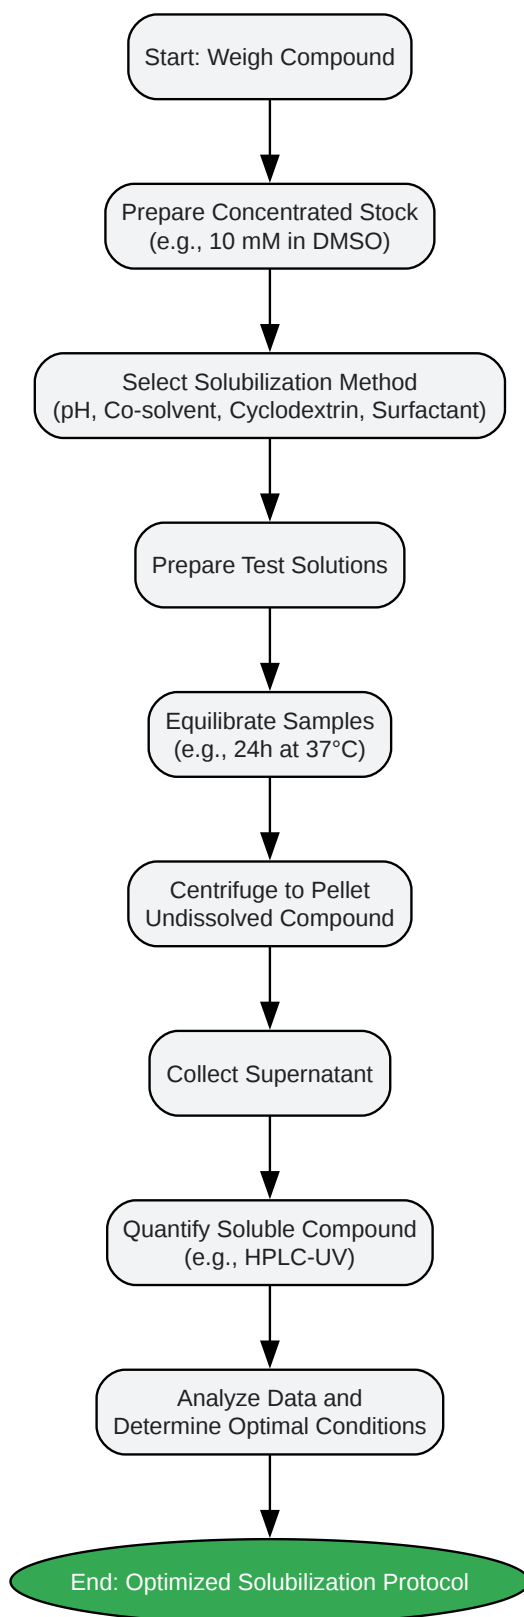 Start: Weigh Compound
Prepare Concentrated Stock
(e.g., 10 mM in DMSO)
Select Solubilization Method
(pH, Co-solvent, Cyclodextrin, Surfactant)
Prepare Test Solutions
Equilibrate Samples
(e.g., 24h at 37°C)
Centrifuge to Pellet
Undissolved Compound
Collect Supernatant
Quantify Soluble Compound
(e.g., HPLC-UV)
Analyze Data and
Determine Optimal Conditions
End: Optimized Solubilization Protocol